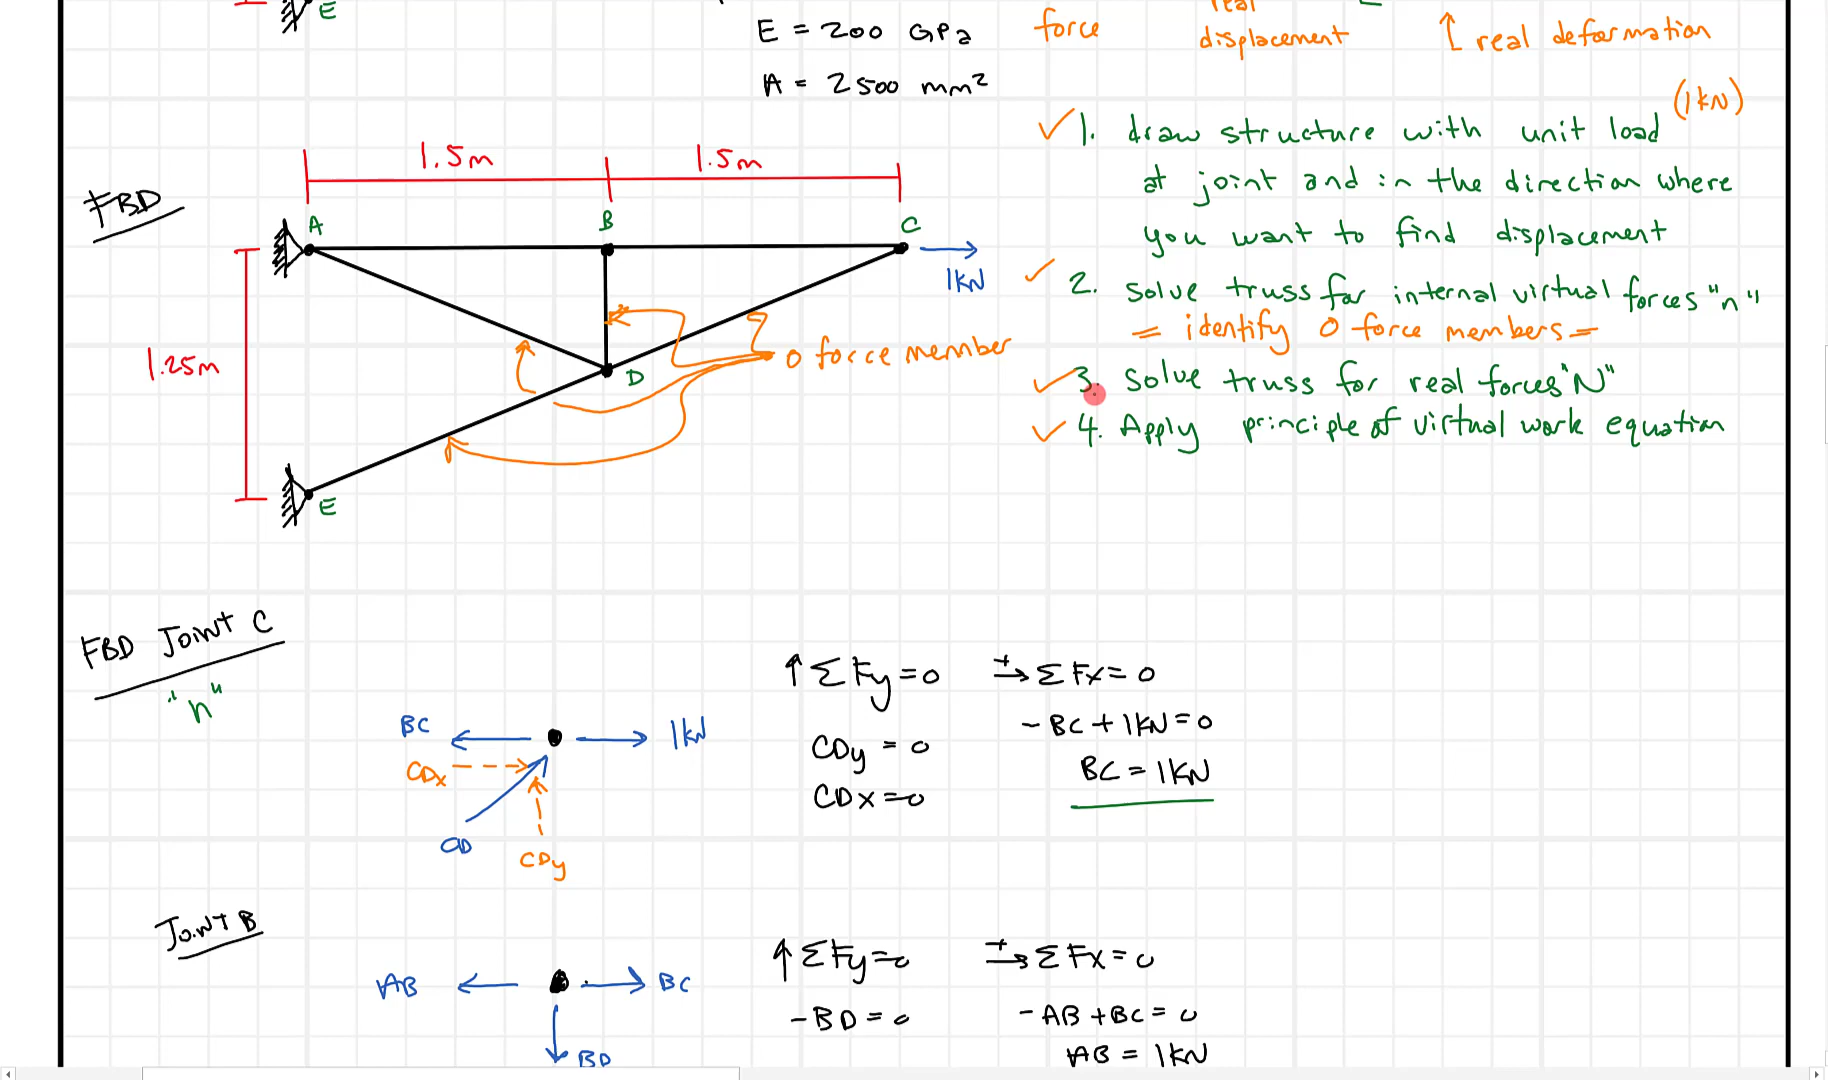 E
E = 200 GPa
A = 2500 mm²
force
real
displacement
real deformation
(1kN)
1. draw structure with unit load
at joint and in the direction where
you want to find displacement
2. solve truss for internal virtual forces "n"
= identify 0 force members =
3. Solve truss for real forces "N"
4. Apply principle of virtual work equation
FBD
1.5m
1.5m
A
B
C
1kN
1.25m
D
0 force member
E
FBD Joint C
"n"
BC
1kN
CDx
CD
CDy
↑ΣFy=0
CDy = 0
CDx=0
+→ΣFx=0
-BC+1kN=0
BC=1kN
Joint B
AB
BC
BD
↑ΣFy=0
-BD=0
+→ΣFx=0
-AB+BC=0
AB=1kN